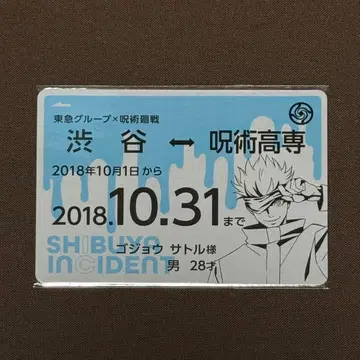 東急グループ×呪術廻戦
渋谷 ↔ 呪術高専
2018年10月1日から
2018.10.31まで
SHIBUYA
INCIDENT
ゴジョウ サトル様
男 28才